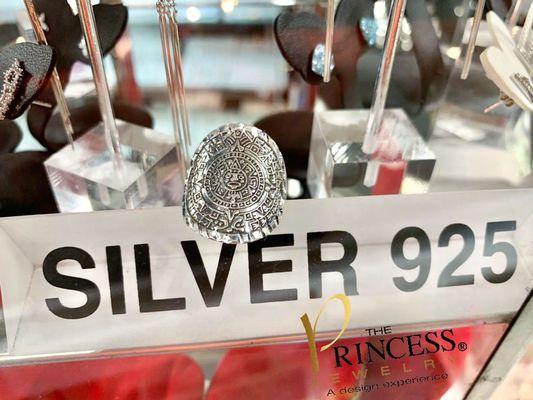 SILVER 925
THE
PRINCESS®
JEWELRY
A design experience